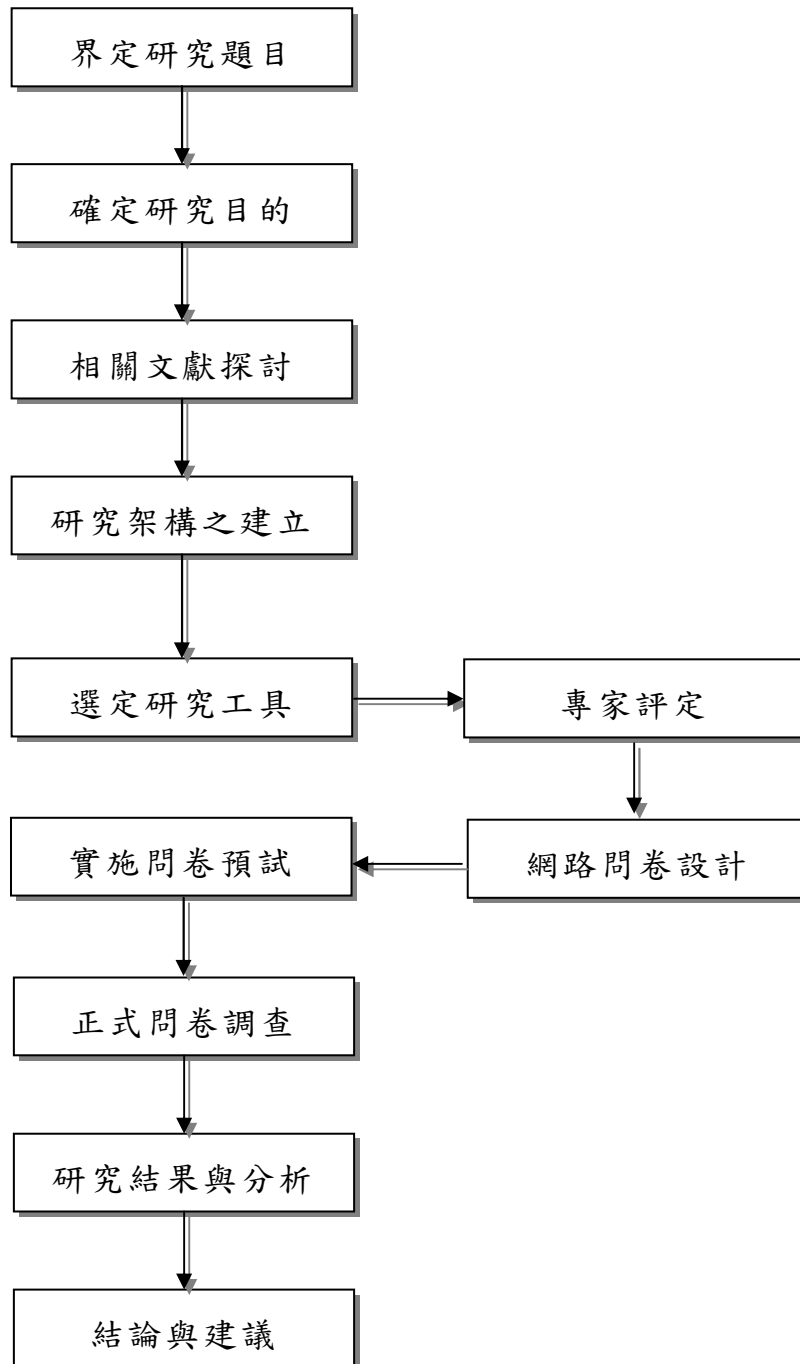 界定研究題目
確定研究目的
相關文獻探討
研究架構之建立
選定研究工具
專家評定
網路問卷設計
實施問卷預試
正式問卷調查
研究結果與分析
結論與建議